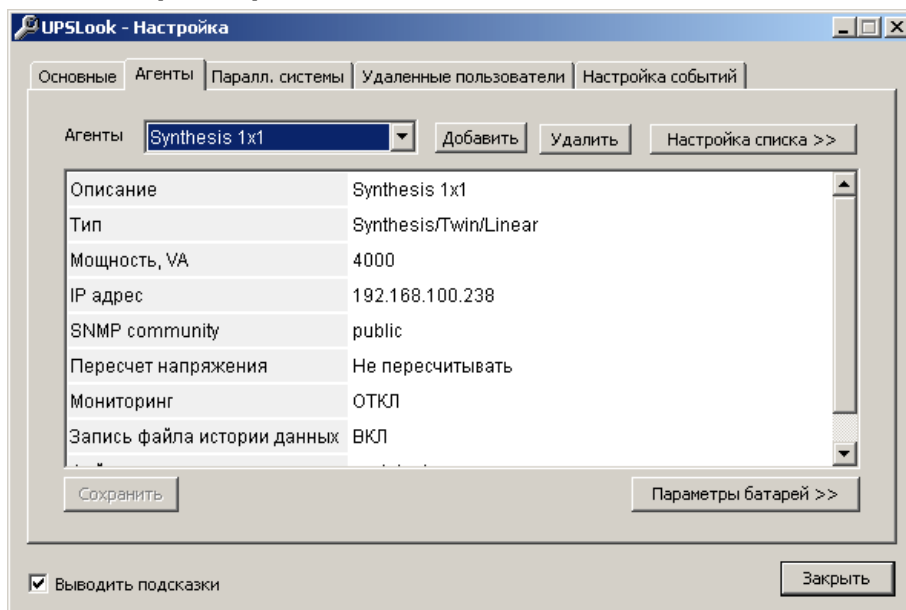 UPSLook - Настройка
Основные Агенты Паралл. системы Удаленные пользователи Настройка событий
Агенты Synthesis 1x1 Добавить Удалить Настройка списка >>
Описание Synthesis 1x1
Тип Synthesis/Twin/Linear
Мощность, VA 4000
IP адрес 192.168.100.238
SNMP community public
Пересчет напряжения Не пересчитывать
Мониторинг ОТКЛ
Запись файла истории данных ВКЛ
Сохранить Параметры батарей >>
Выводить подсказки Закрыть